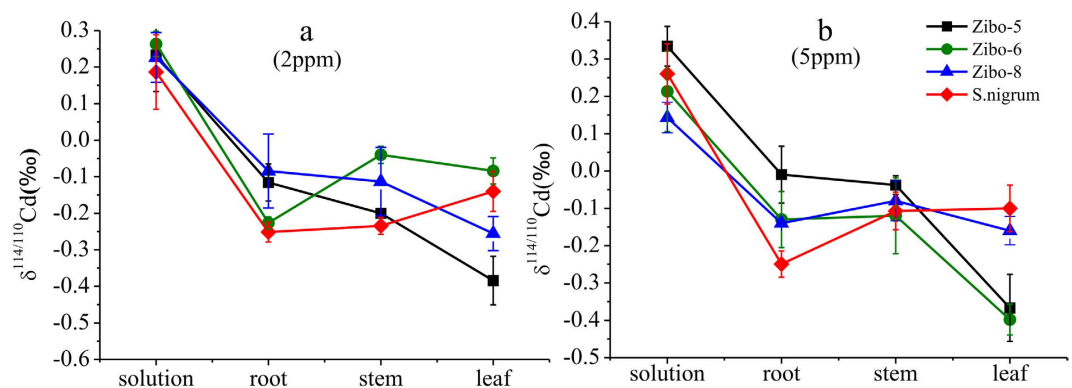 a
(2ppm)
δ114/110Cd(‰)
0.3
0.2
0.1
0.0
-0.1
-0.2
-0.3
-0.4
-0.5
-0.6
solution root stem leaf
b
(5ppm)
Zibo-5
Zibo-6
Zibo-8
S.nigrum
δ114/110Cd(‰)
0.4
0.3
0.2
0.1
0.0
-0.1
-0.2
-0.3
-0.4
-0.5
solution root stem leaf